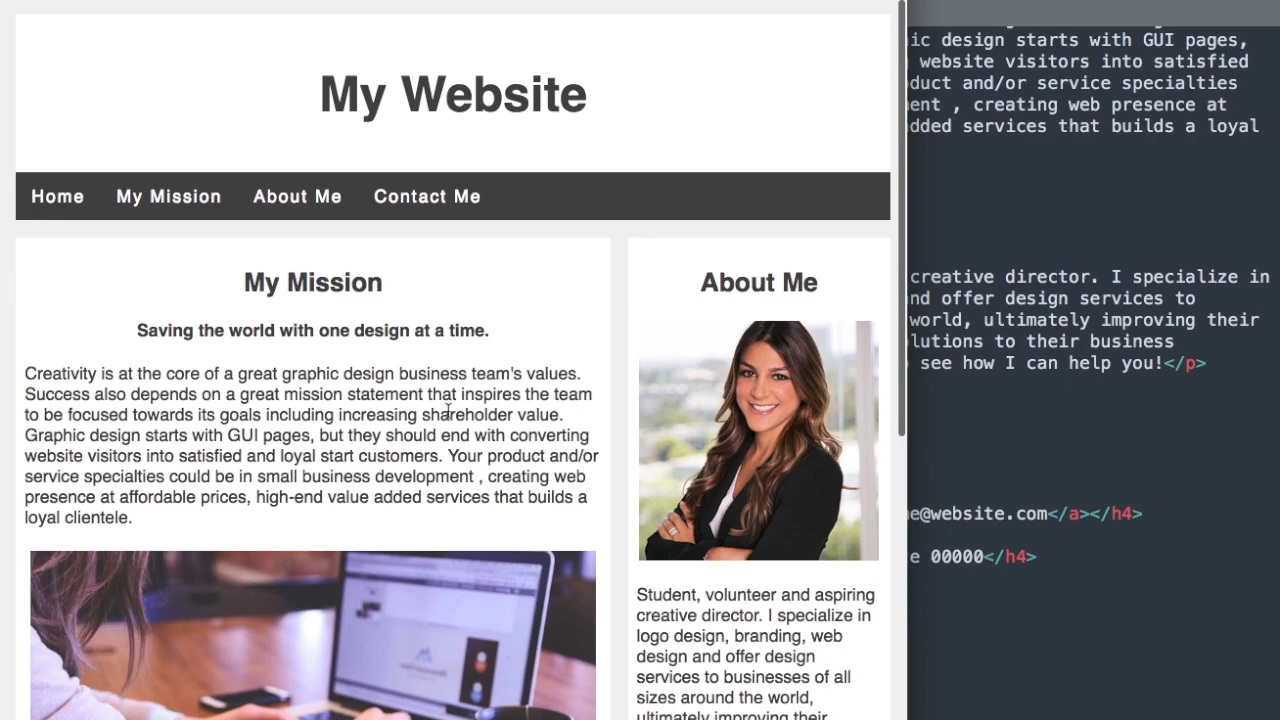 My Website
Home My Mission About Me Contact Me
My Mission
Saving the world with one design at a time.
Creativity is at the core of a great graphic design business team's values.
Success also depends on a great mission statement that inspires the team
to be focused towards its goals including increasing shareholder value.
Graphic design starts with GUI pages, but they should end with converting
website visitors into satisfied and loyal start customers. Your product and/or
service specialties could be in small business development , creating web
presence at affordable prices, high-end value added services that builds a
loyal clientele.
About Me
Student, volunteer and aspiring
creative director. I specialize in
logo design, branding, web
design and offer design
services to businesses of all
sizes around the world,
ultimately improving their
ic design starts with GUI pages,
website visitors into satisfied
duct and/or service specialties
ent , creating web presence at
dded services that builds a loyal
creative director. I specialize in
nd offer design services to
world, ultimately improving their
lutions to their business
see how I can help you!</p>
me@website.com</a></h4>
e 00000</h4>